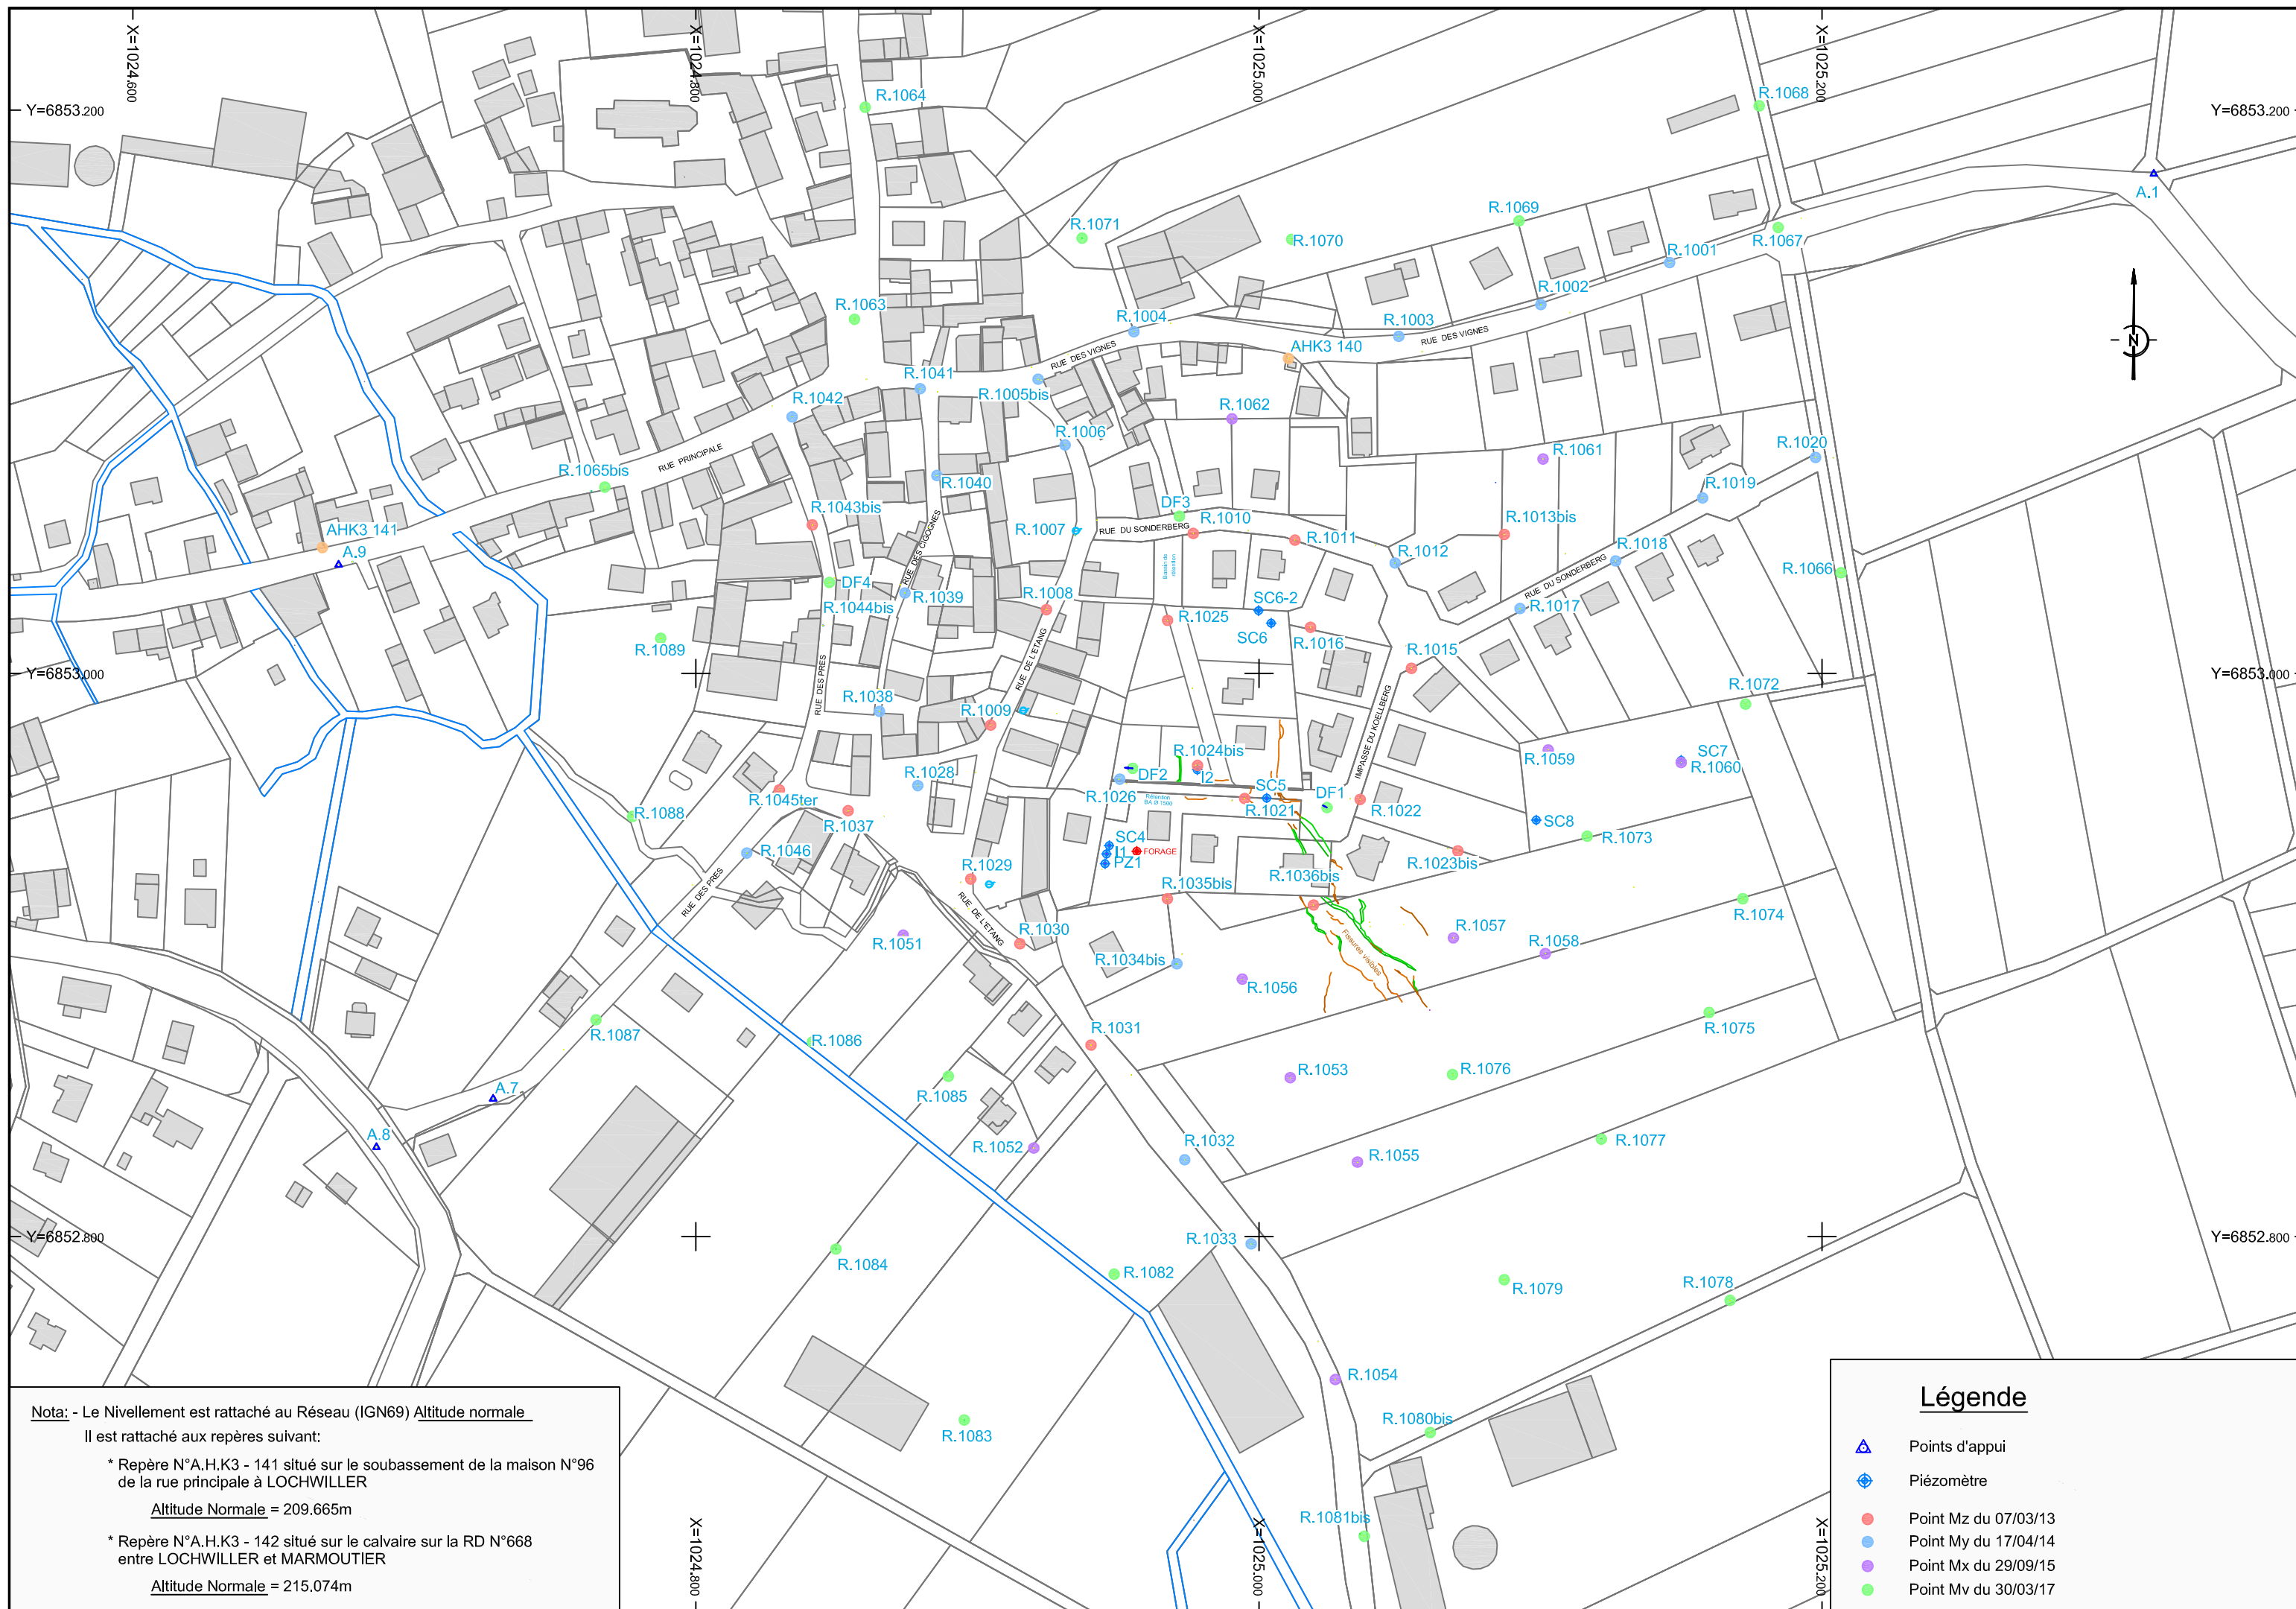 X=1024.600
X=1024.800
X=1025.000
X=1025.200
Y=6853.200
Y=6853.200
R.1064
R.1068
A.1
R.1071
R.1070
R.1069
R.1067
R.1001
R.1063
R.1002
R.1004
R.1003
RUE DES VIGNES
RUE DES VIGNES
AHK3 140
R.1041
R.1005bis
R.1042
R.1062
R.1006
R.1061
R.1020
RUE PRINCIPALE
R.1065bis
R.1040
R.1019
DF3
R.1043bis
R.1010
R.1013bis
AHK3 141
A.9
R.1007
RUE DU SONDERBERG
R.1011
R.1012
R.1018
RUE DES CIGOGNES
Bassin de
rétention
R.1066
DF4
R.1044bis
R.1039
R.1008
SC6-2
RUE DU SONDERBERG
R.1017
R.1025
SC6
R.1016
R.1089
R.1015
RUE DE L'ETANG
Y=6853.000
Y=6853.000
RUE DES PRES
R.1038
R.1009
R.1072
IMPASSE DU KOELLBERG
R.1024bis
R.1059
SC7
R.1060
R.1028
DF2
I2
SC5
R.1026
Rétention
BA Ø 1500
R.1021
DF1
R.1022
R.1045ter
R.1088
R.1037
SC8
R.1073
SC4
I1
FORAGE
PZ1
R.1046
R.1029
R.1023bis
R.1036bis
R.1035bis
RUE DES PRES
RUE DE L'ETANG
R.1074
R.1051
R.1030
R.1057
R.1058
R.1034bis
Fissures visibles
R.1056
R.1087
R.1086
R.1031
R.1075
R.1053
R.1076
A.7
R.1085
A.8
R.1052
R.1032
R.1055
R.1077
Y=6852.800
Y=6852.800
R.1033
R.1084
R.1082
R.1079
R.1078
R.1054
R.1080bis
R.1083
R.1081bis
X=1024.800
X=1025.000
X=1025.200
N
Nota: - Le Nivellement est rattaché au Réseau (IGN69) Altitude normale
Il est rattaché aux repères suivant:
* Repère N°A.H.K3 - 141 situé sur le soubassement de la maison N°96
de la rue principale à LOCHWILLER
Altitude Normale = 209.665m
* Repère N°A.H.K3 - 142 situé sur le calvaire sur la RD N°668
entre LOCHWILLER et MARMOUTIER
Altitude Normale = 215.074m
Légende
Points d'appui
Piézomètre
Point Mz du 07/03/13
Point My du 17/04/14
Point Mx du 29/09/15
Point Mv du 30/03/17